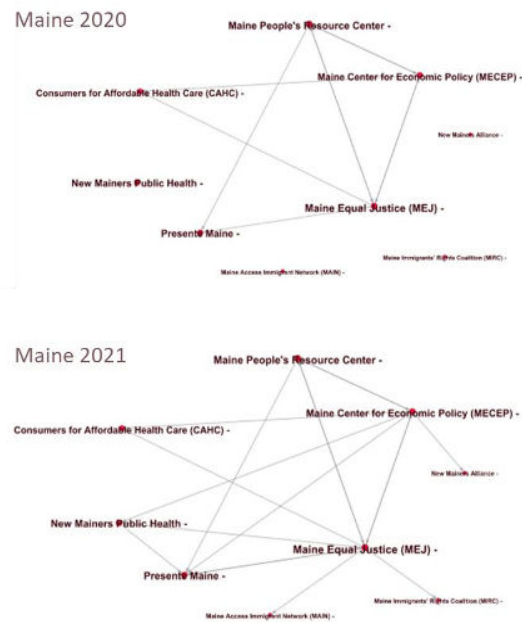 Maine 2020
Maine People's Resource Center -
Maine Center for Economic Policy (MECEP) -
Consumers for Affordable Health Care (CAHC) -
New Mainers Alliance -
New Mainers Public Health -
Maine Equal Justice (MEJ) -
Presente Maine -
Maine Immigrants' Rights Coalition (MIRC) -
Maine Access Immigrant Network (MAIN) -
Maine 2021
Maine People's Resource Center -
Maine Center for Economic Policy (MECEP) -
Consumers for Affordable Health Care (CAHC) -
New Mainers Alliance -
New Mainers Public Health -
Maine Equal Justice (MEJ) -
Presente Maine -
Maine Immigrants' Rights Coalition (MIRC) -
Maine Access Immigrant Network (MAIN) -